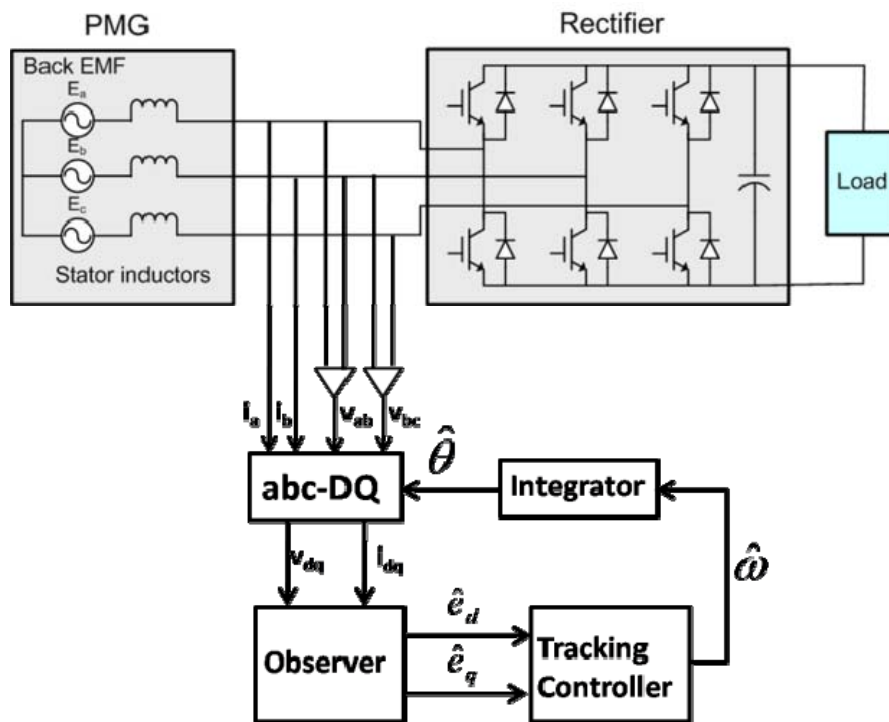 PMG
Rectifier
Back EMF
Ea
Eb
Ec
Stator inductors
Load
ia ib vab vbc
θ̂
abc-DQ
Integrator
vdq idq
ω̂
êd
êq
Observer
Tracking
Controller